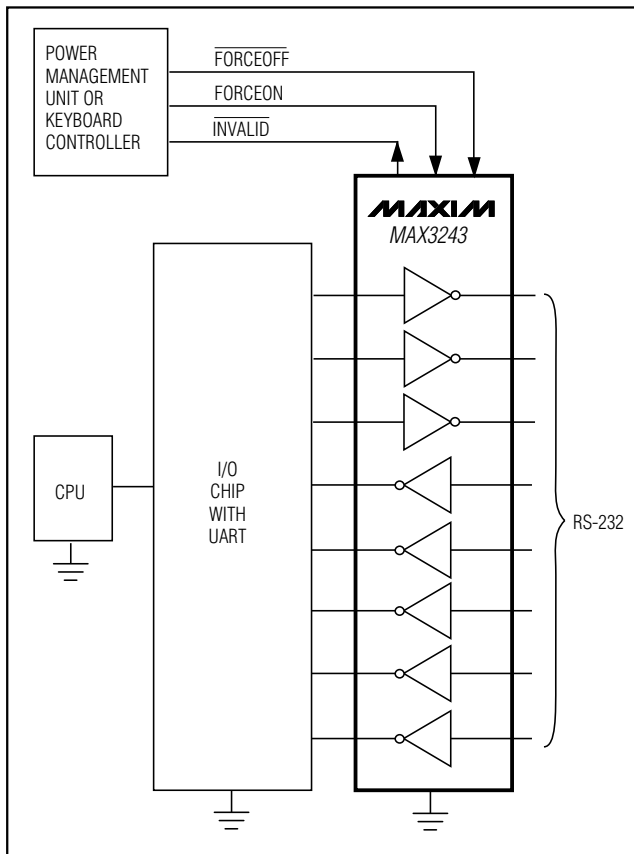 POWER
MANAGEMENT
UNIT OR
KEYBOARD
CONTROLLER
FORCEOFF
FORCEON
INVALID
MAXIM
MAX3243
CPU
I/O
CHIP
WITH
UART
RS-232